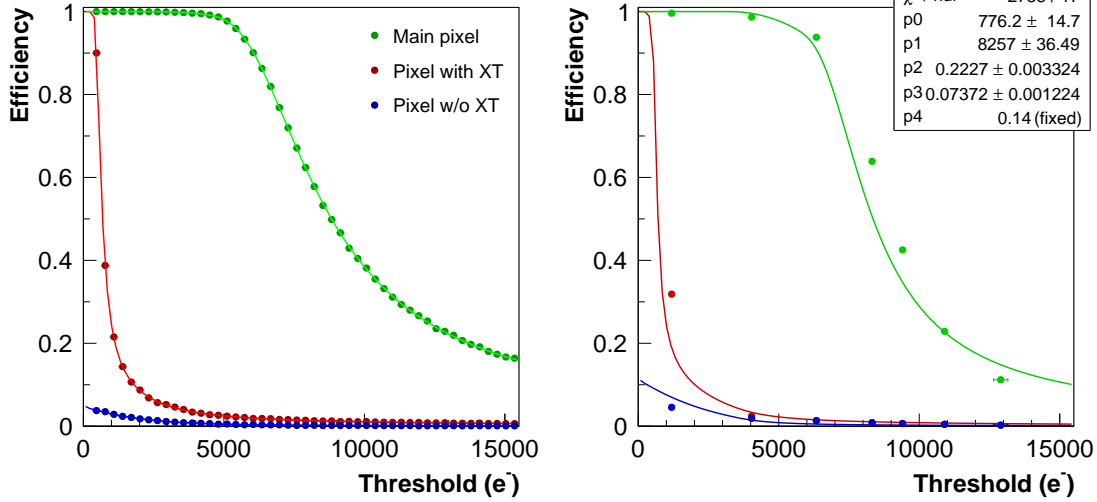 Efficiency
1
0.8
0.6
0.4
0.2
0
Main pixel
Pixel with XT
Pixel w/o XT
0 5000 10000 15000
Threshold (e⁻)
Efficiency
1
0.8
0.6
0.4
0.2
0
p0 776.2 ± 14.7
p1 8257 ± 36.49
p2 0.2227 ± 0.003324
p3 0.07372 ± 0.001224
p4 0.14 (fixed)
0 5000 10000 15000
Threshold (e⁻)